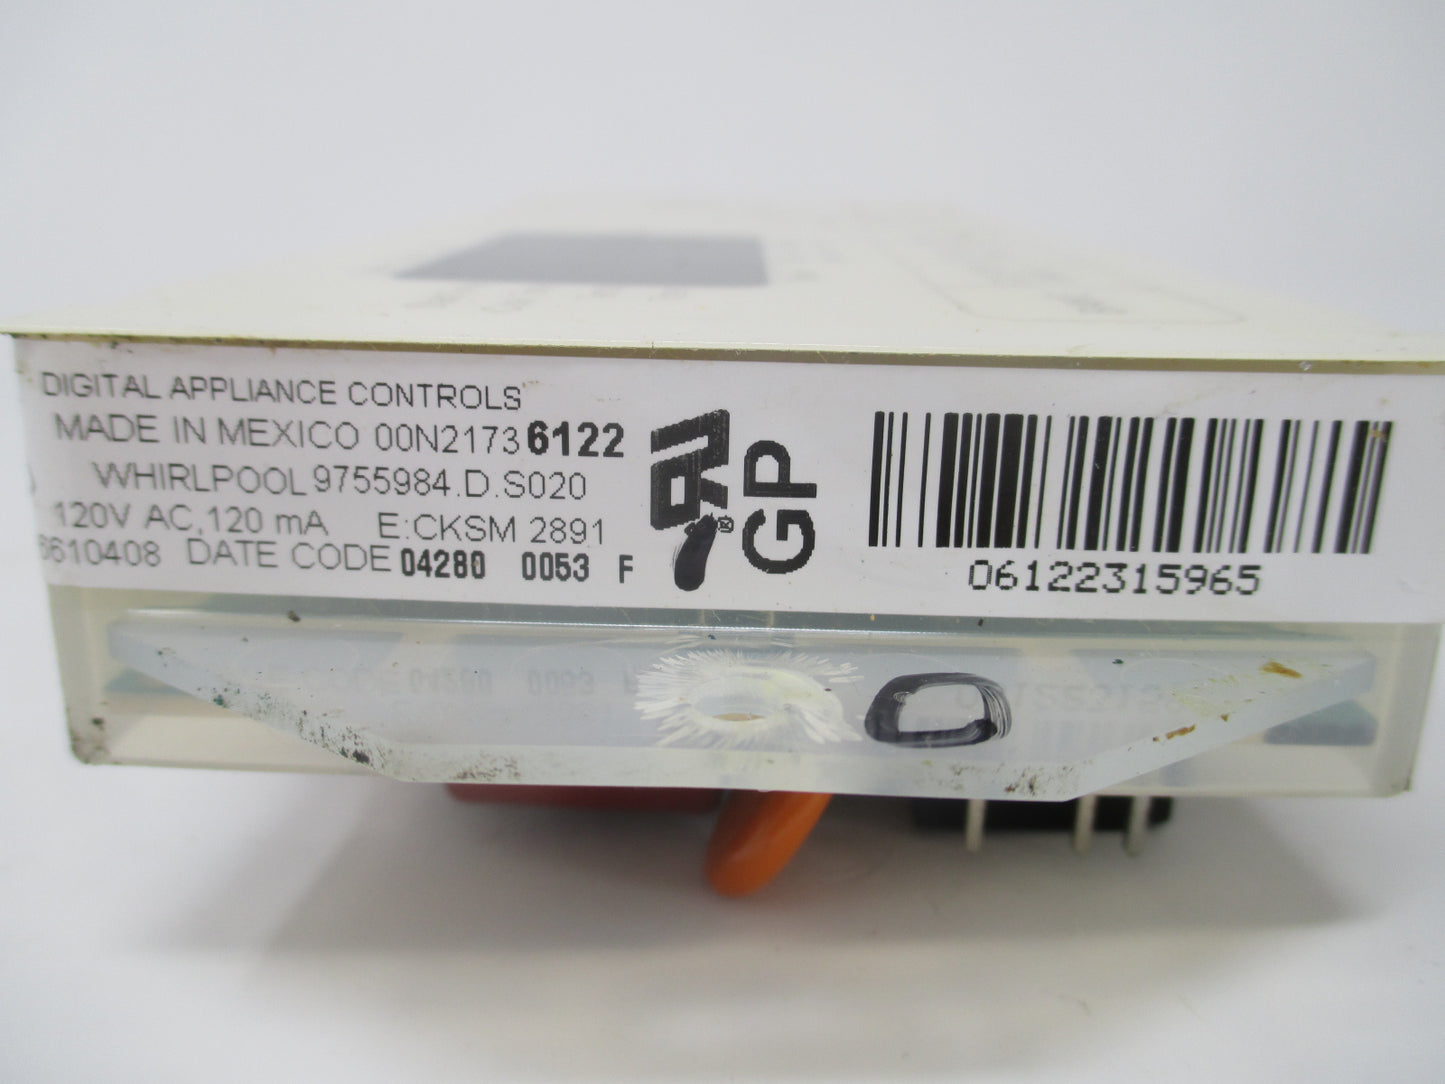 DIGITAL APPLIANCE CONTROLS
MADE IN MEXICO 00N2173 6122
WHIRLPOOL 9755984.D.S020
120V AC, 120 mA E:CKSM 2891
6610408 DATE CODE 04280 0053 F
GP
06122315965